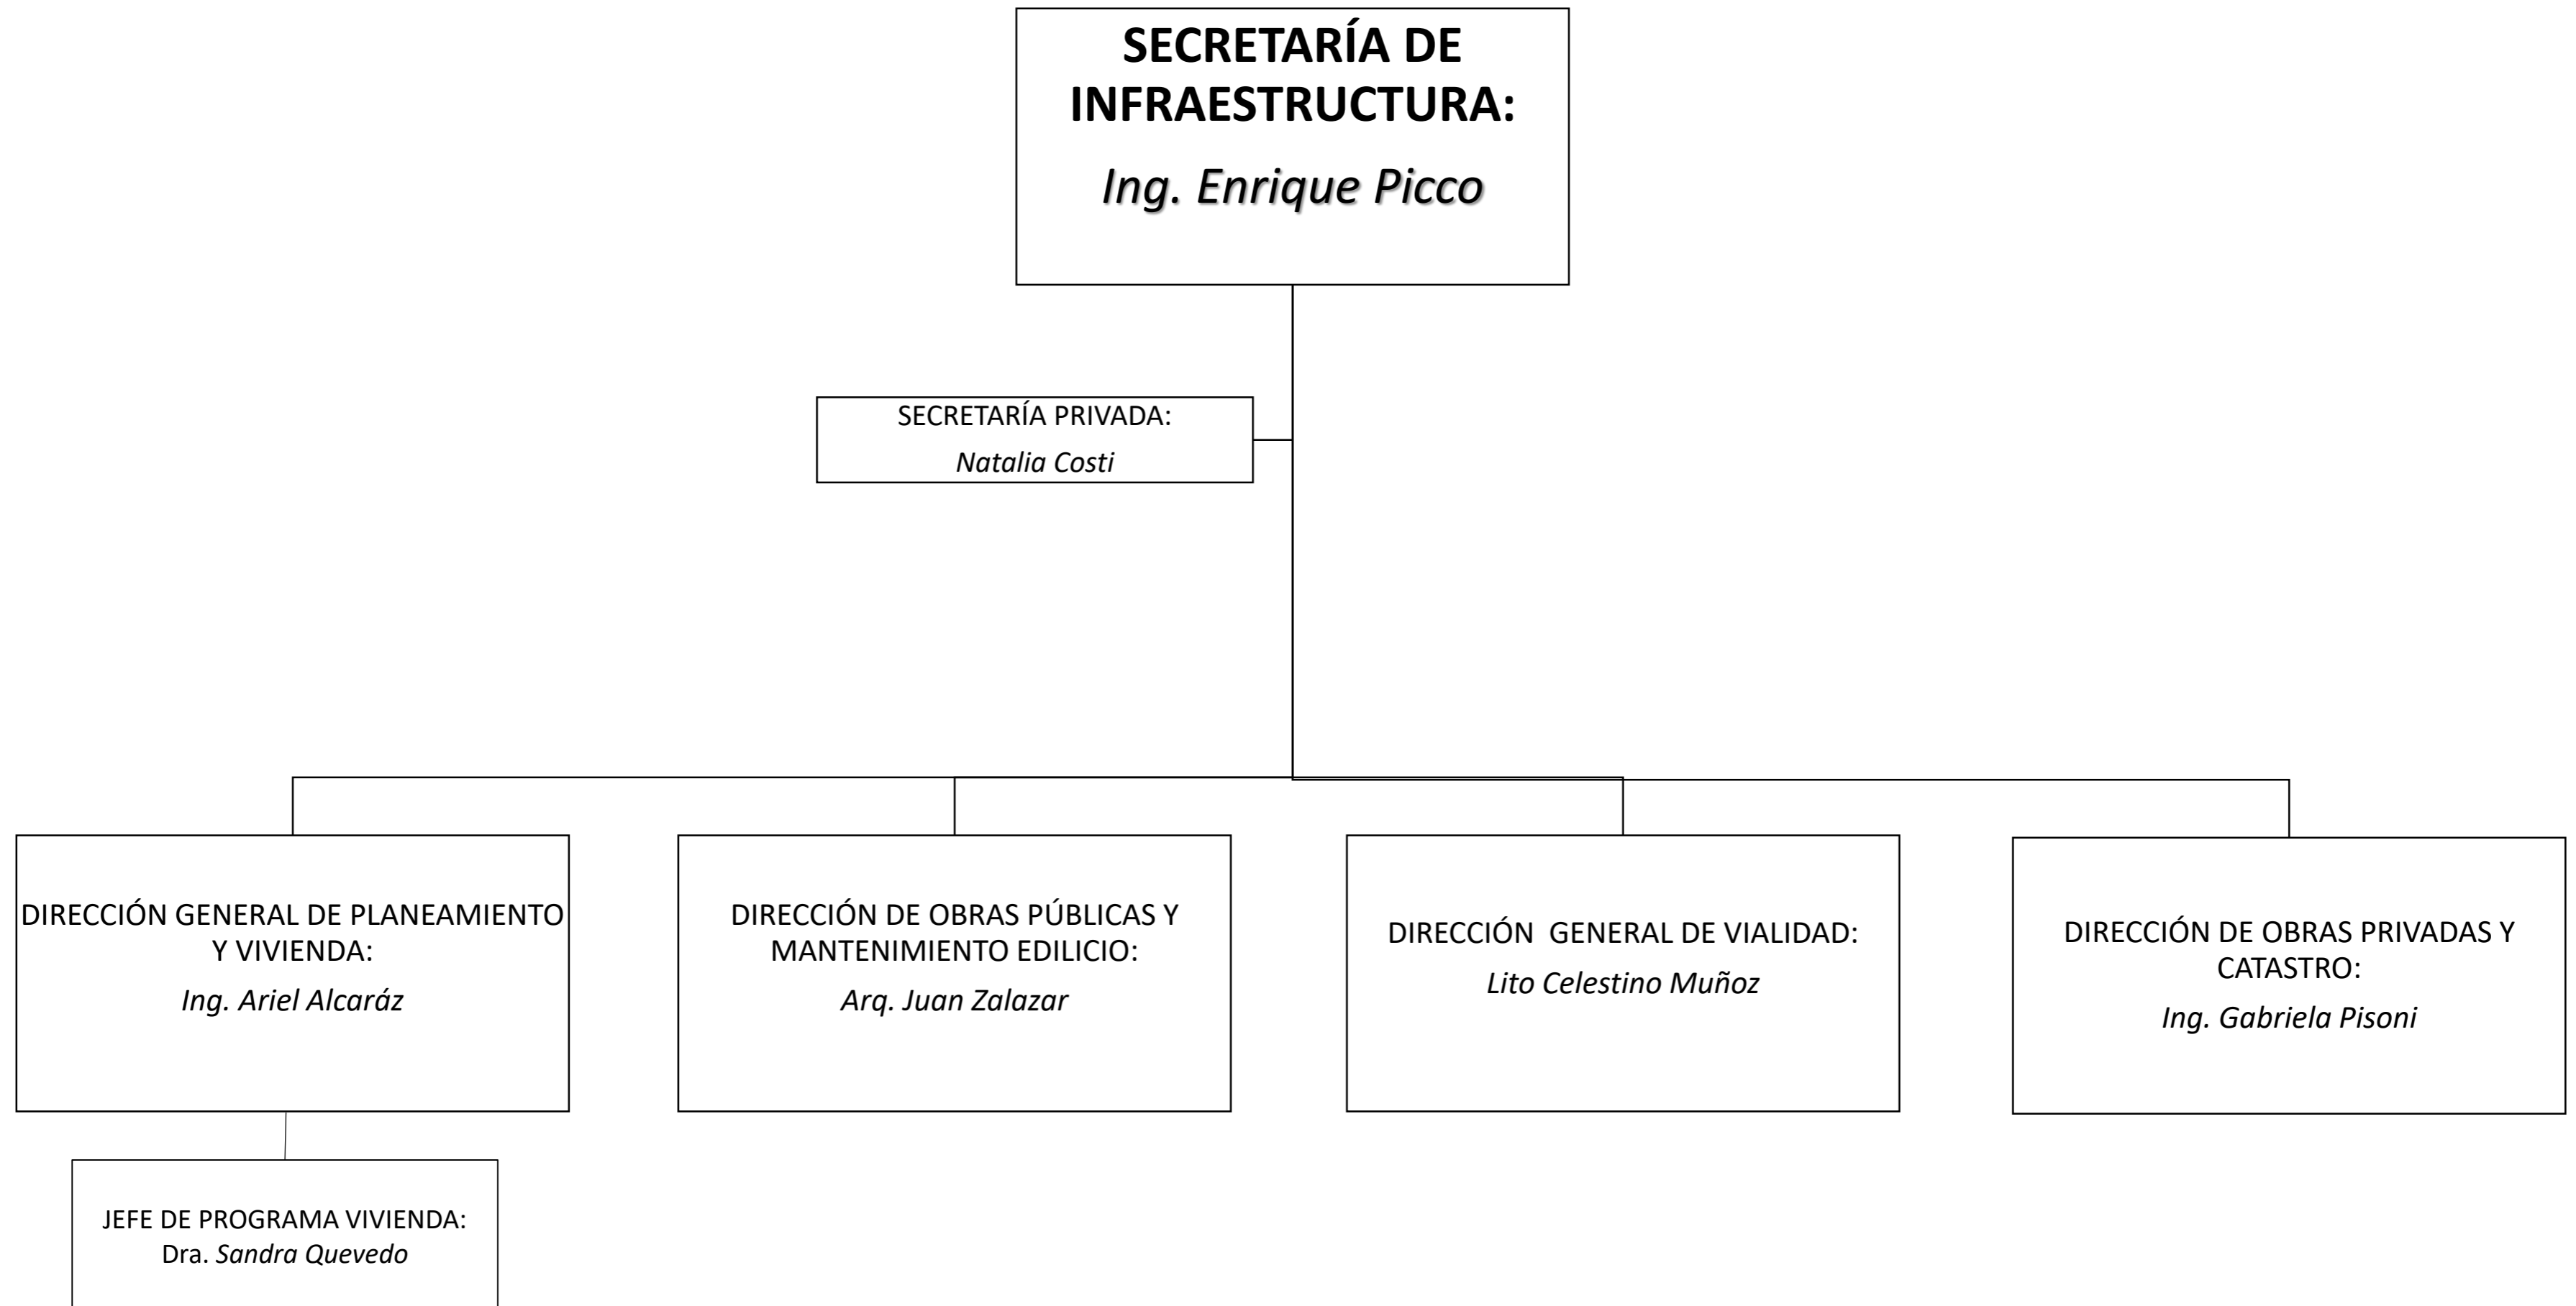 SECRETARÍA DE
INFRAESTRUCTURA:
Ing. Enrique Picco
SECRETARÍA PRIVADA:
Natalia Costi
DIRECCIÓN GENERAL DE PLANEAMIENTO
Y VIVIENDA:
Ing. Ariel Alcaráz
DIRECCIÓN DE OBRAS PÚBLICAS Y
MANTENIMIENTO EDILICIO:
Arq. Juan Zalazar
DIRECCIÓN  GENERAL DE VIALIDAD:
Lito Celestino Muñoz
DIRECCIÓN DE OBRAS PRIVADAS Y
CATASTRO:
Ing. Gabriela Pisoni
JEFE DE PROGRAMA VIVIENDA:
Dra. Sandra Quevedo